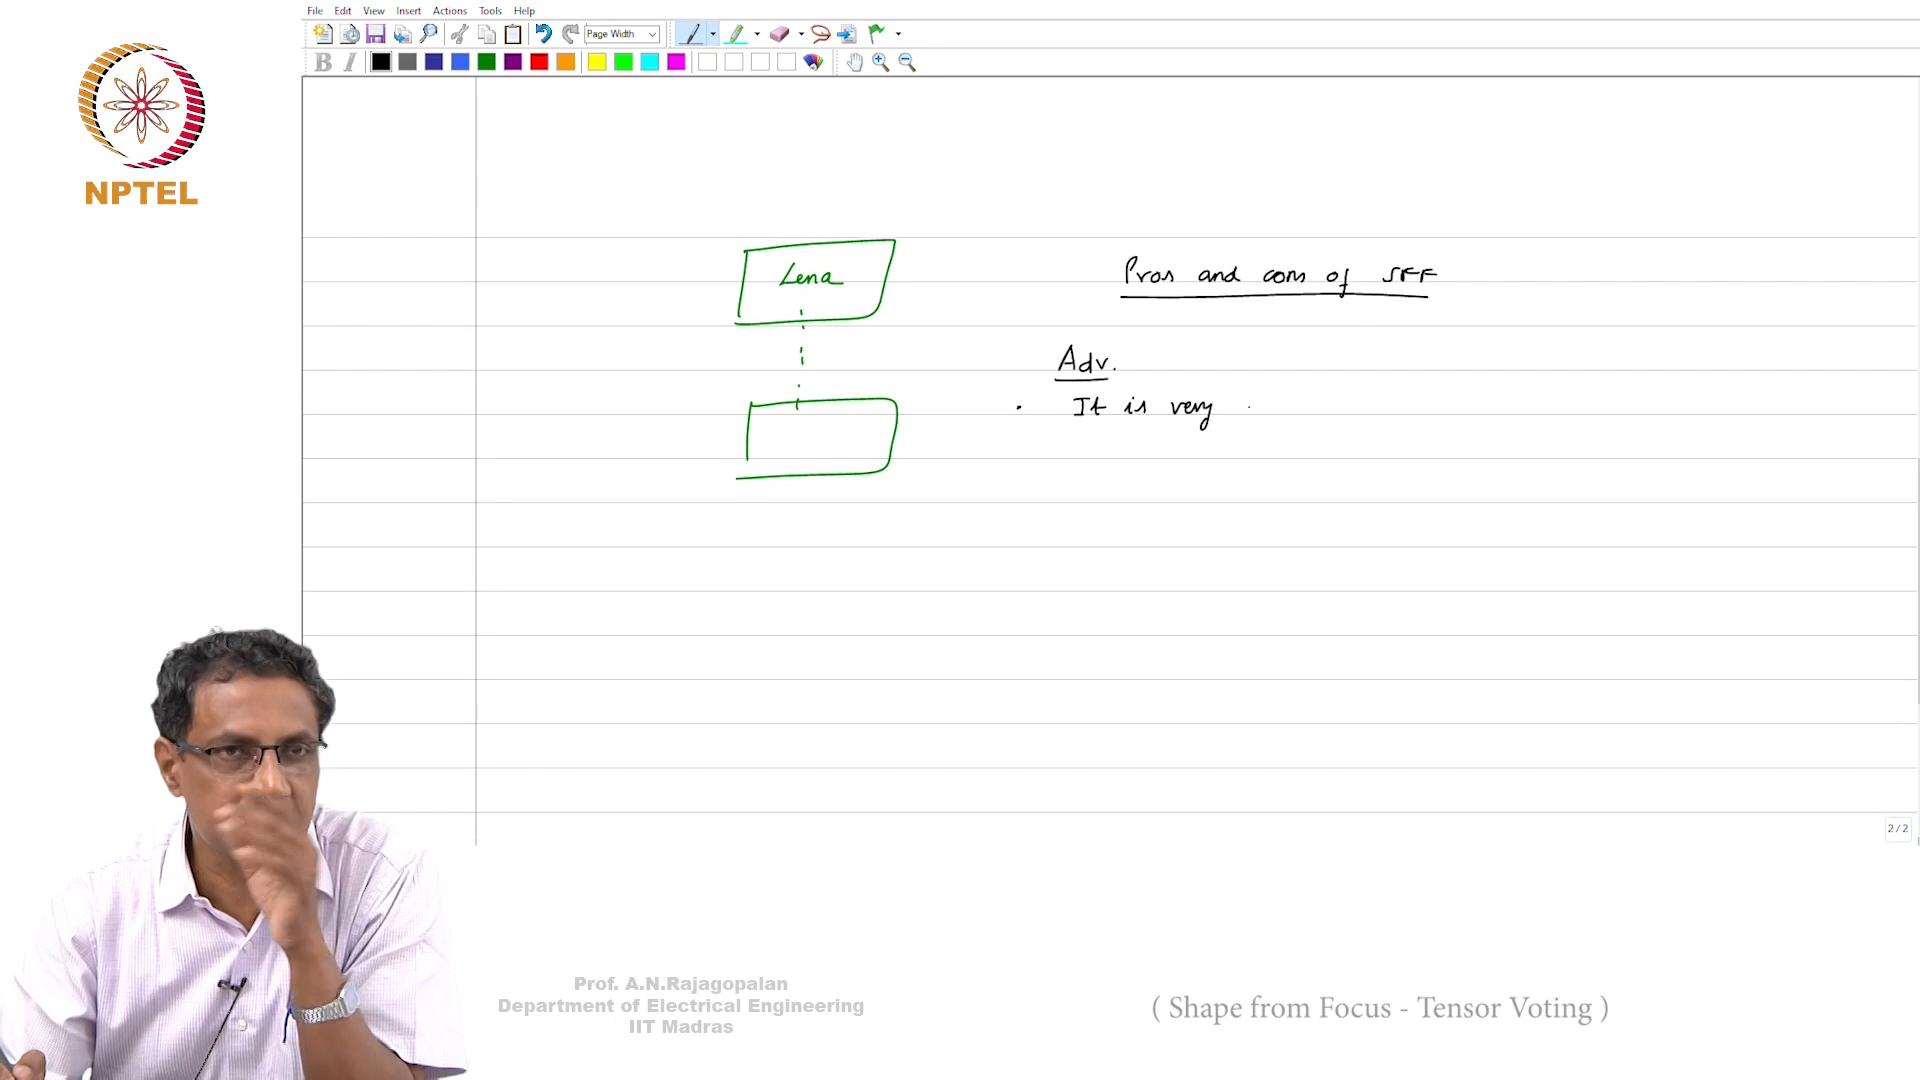 File Edit View Insert Actions Tools Help
Page Width
B I
NPTEL
Lena
Pros and cons of SFF
Adv.
. It is very
2/2
Prof. A.N.Rajagopalan
Department of Electrical Engineering
IIT Madras
( Shape from Focus - Tensor Voting )